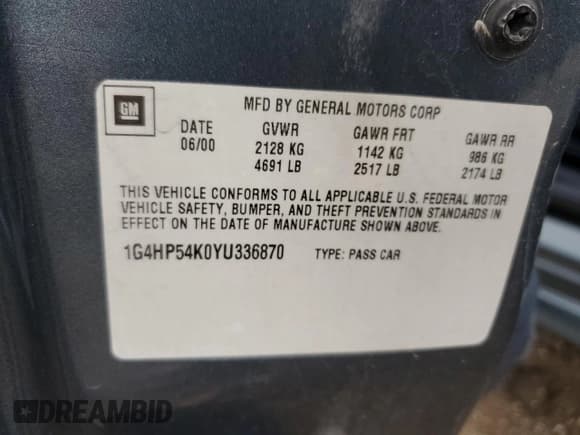 GM
MFD BY GENERAL MOTORS CORP
DATE GVWR GAWR FRT GAWR RR
06/00 2128 KG 1142 KG 986 KG
4691 LB 2517 LB 2174 LB
THIS VEHICLE CONFORMS TO ALL APPLICABLE U.S. FEDERAL MOTOR
VEHICLE SAFETY, BUMPER, AND THEFT PREVENTION STANDARDS IN
EFFECT ON THE DATE OF MANUFACTURE SHOWN ABOVE.
1G4HP54K0YU336870 TYPE: PASS CAR
DREAMBID